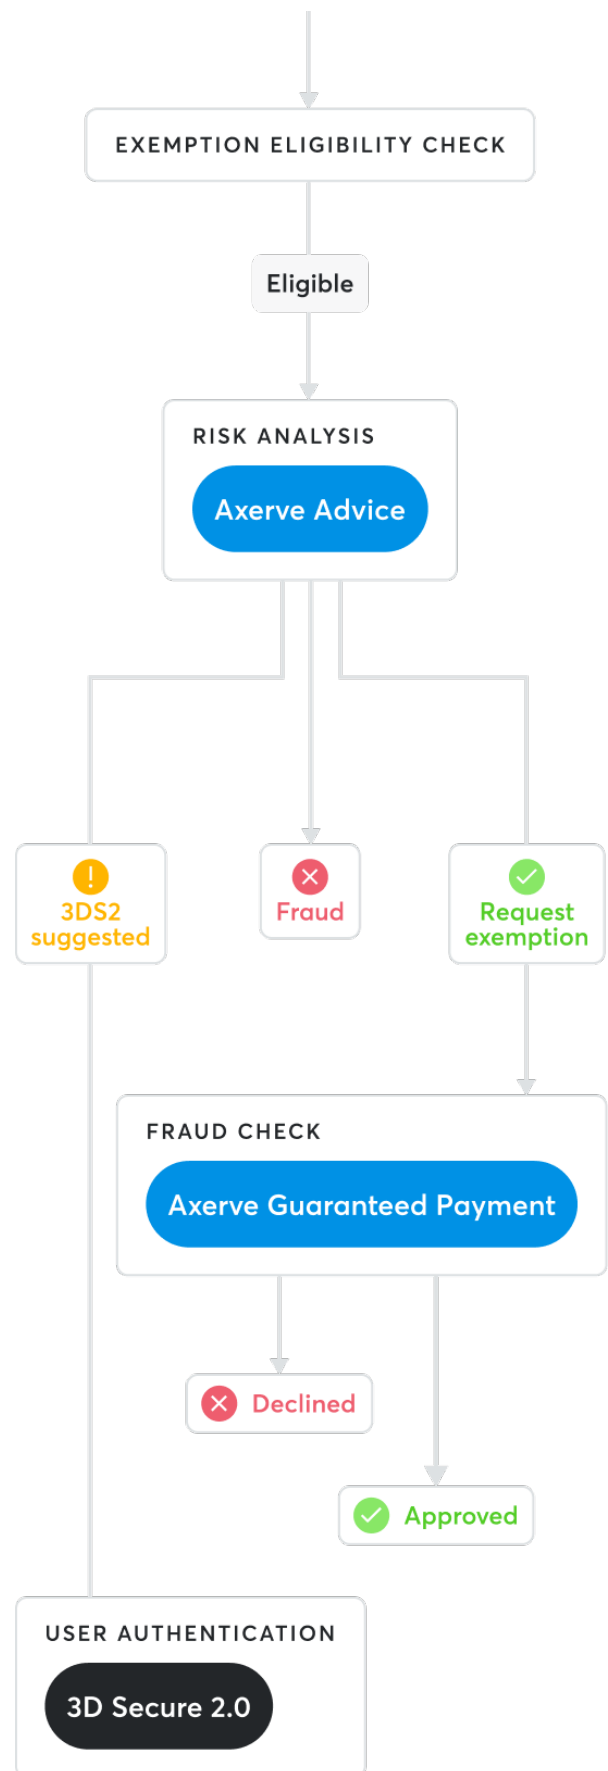 EXEMPTION ELIGIBILITY CHECK
Eligible
RISK ANALYSIS
Axerve Advice
3DS2
suggested
Fraud
Request
exemption
FRAUD CHECK
Axerve Guaranteed Payment
Declined
Approved
USER AUTHENTICATION
3D Secure 2.0